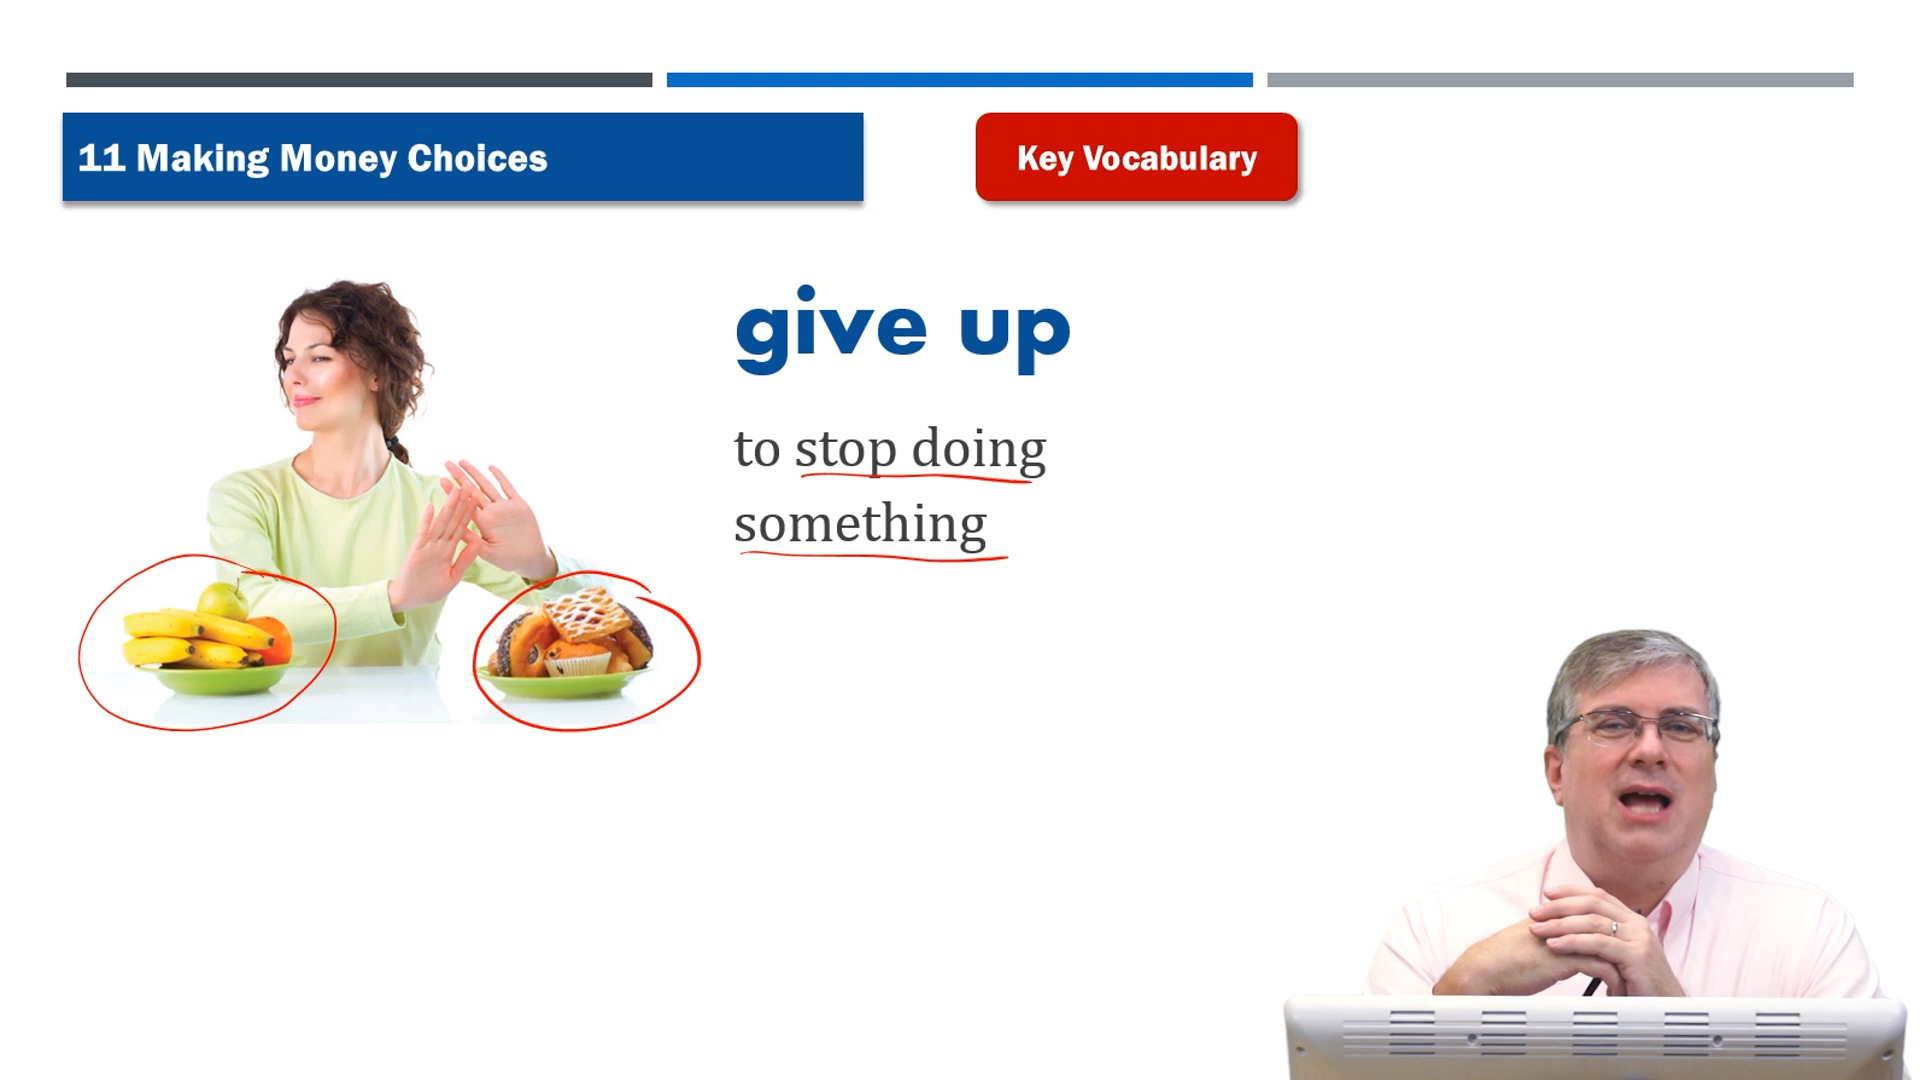 11 Making Money Choices
Key Vocabulary
give up
to stop doing
something